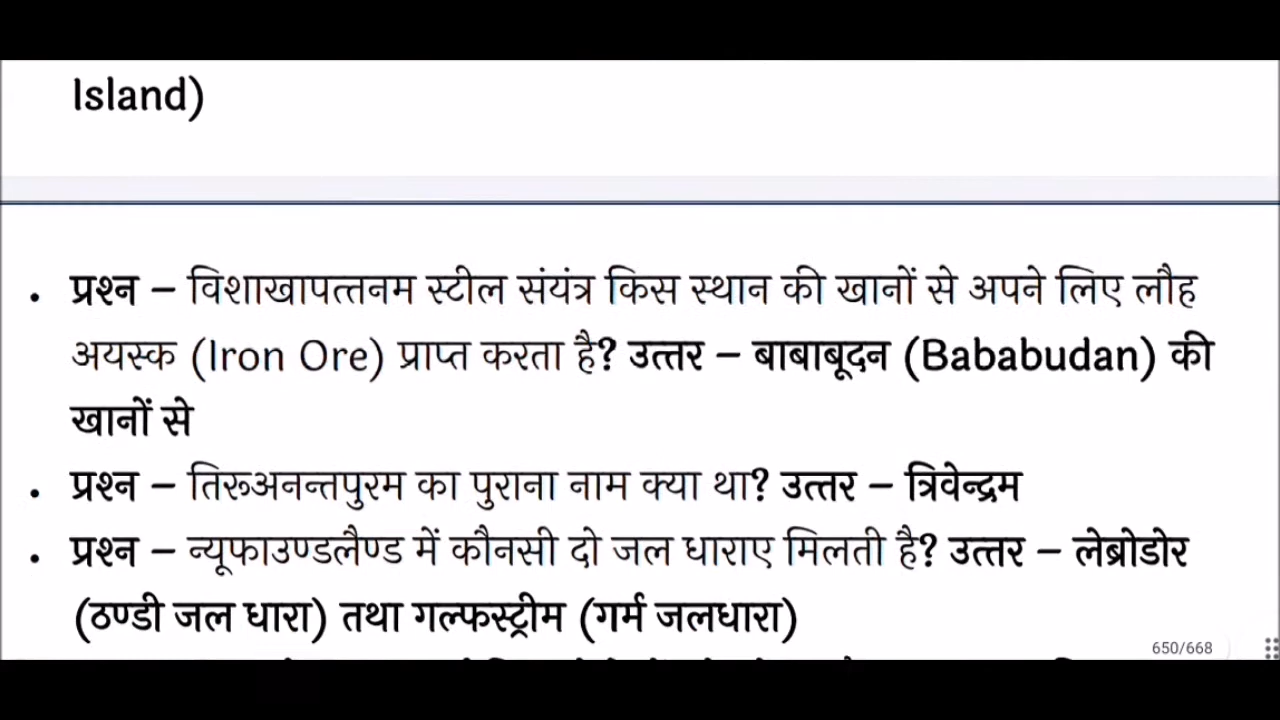 Island)
• प्रश्न – विशाखापत्तनम स्टील संयंत्र किस स्थान की खानों से अपने लिए लौह
अयस्क (Iron Ore) प्राप्त करता है? उत्तर – बाबाबूदन (Bababudan) की
खानों से
• प्रश्न – तिरूअनन्तपुरम का पुराना नाम क्या था? उत्तर – त्रिवेन्द्रम
• प्रश्न – न्यूफाउण्डलैण्ड में कौनसी दो जल धाराए मिलती है? उत्तर – लेब्रोडोर
(ठण्डी जल धारा) तथा गल्फस्ट्रीम (गर्म जलधारा)
650/668